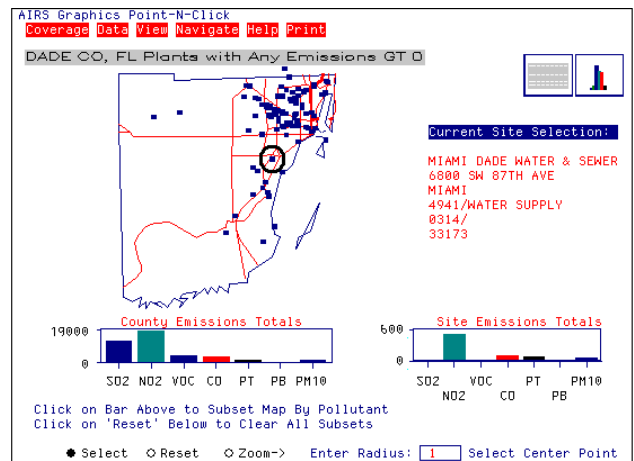 AIRS Graphics Point-N-Click
Coverage Data View Navigate Help Print
DADE CO, FL Plants with Any Emissions GT 0
Current Site Selection:
MIAMI DADE WATER & SEWER
6800 SW 87TH AVE
MIAMI
4941/WATER SUPPLY
0314/
33173
County Emissions Totals
19000
0
SO2 NO2 VOC CO PT PB PM10
Site Emissions Totals
600
0
SO2 VOC PT PM10
NO2 CO PB
Click on Bar Above to Subset Map By Pollutant
Click on 'Reset' Below to Clear All Subsets
Select Reset Zoom-> Enter Radius: 1 Select Center Point